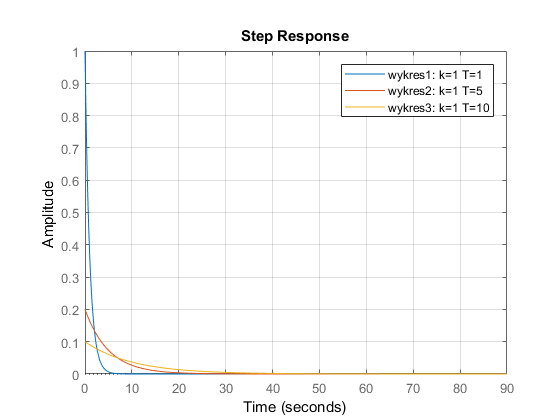 Step Response
wykres1: k=1 T=1
wykres2: k=1 T=5
wykres3: k=1 T=10
Amplitude
1
0.9
0.8
0.7
0.6
0.5
0.4
0.3
0.2
0.1
0
0 10 20 30 40 50 60 70 80 90
Time (seconds)